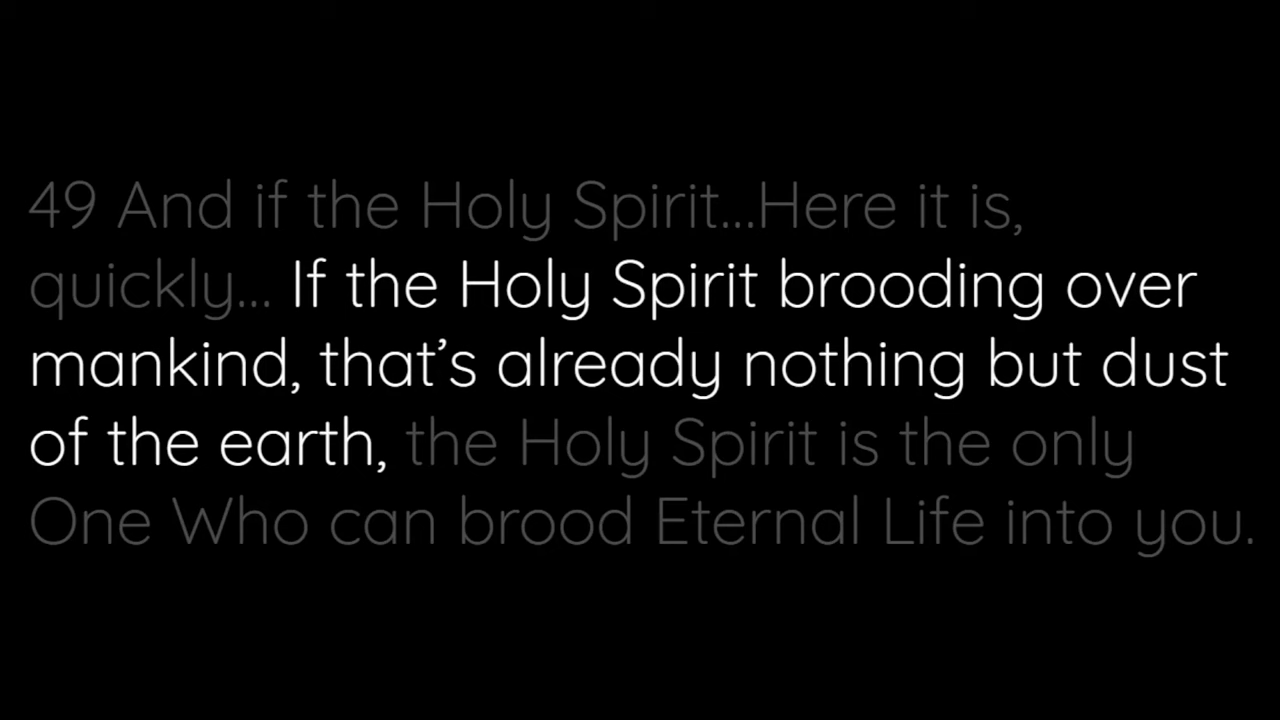 49 And if the Holy Spirit...Here it is,
quickly... If the Holy Spirit brooding over
mankind, that’s already nothing but dust
of the earth, the Holy Spirit is the only
One Who can brood Eternal Life into you.